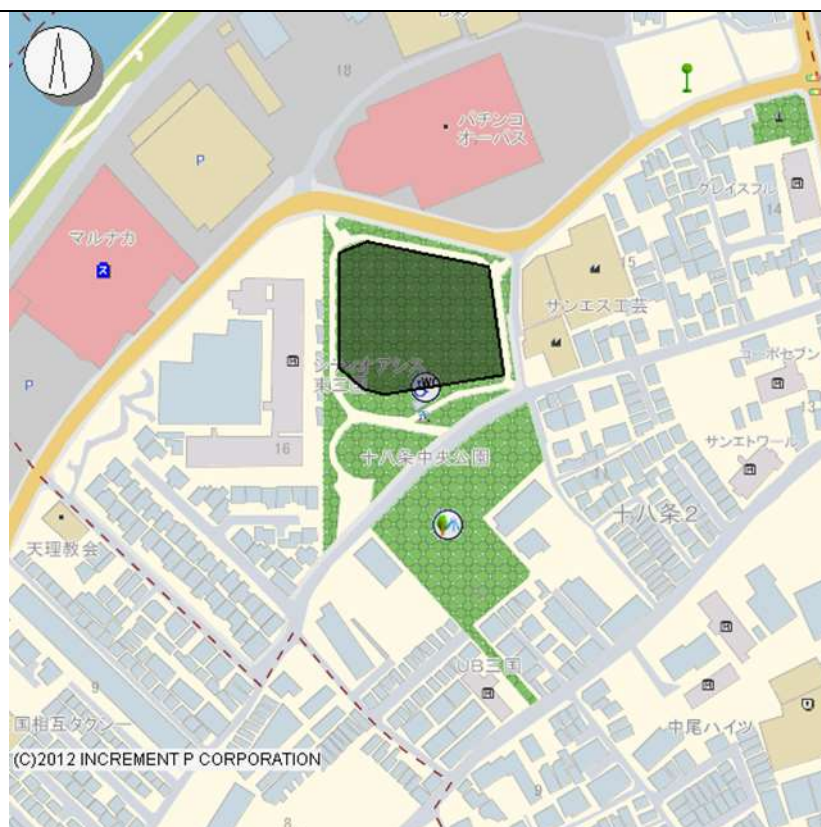 18
P
パチンコ
オーパス
マルナカ
ス
P
グレイスフル
14
15
サンエス工芸
コーポセブン
13
WC
16
十八条中央公園
サンエトワール
11
十八条2
天理教会
9
UB三国
国相互タクシー
中尾ハイツ
9
8
(C)2012 INCREMENT P CORPORATION